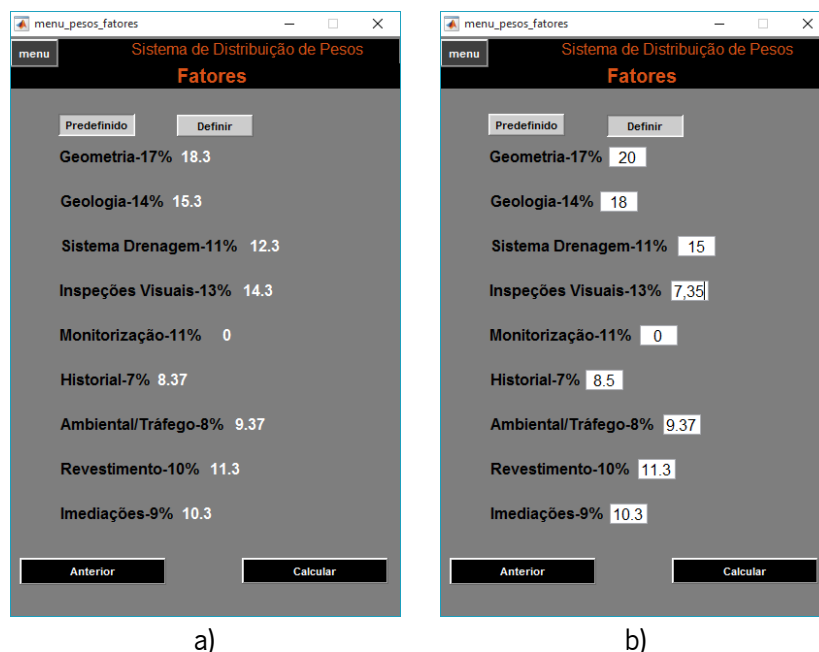 menu_pesos_fatores
menu
Sistema de Distribuição de Pesos
Fatores
Predefinido Definir
Geometria-17% 18.3
Geologia-14% 15.3
Sistema Drenagem-11% 12.3
Inspeções Visuais-13% 14.3
Monitorização-11% 0
Historial-7% 8.37
Ambiental/Tráfego-8% 9.37
Revestimento-10% 11.3
Imediações-9% 10.3
Anterior Calcular
a)
menu_pesos_fatores
menu
Sistema de Distribuição de Pesos
Fatores
Predefinido Definir
Geometria-17% 20
Geologia-14% 18
Sistema Drenagem-11% 15
Inspeções Visuais-13% 7,35
Monitorização-11% 0
Historial-7% 8.5
Ambiental/Tráfego-8% 9.37
Revestimento-10% 11.3
Imediações-9% 10.3
Anterior Calcular
b)